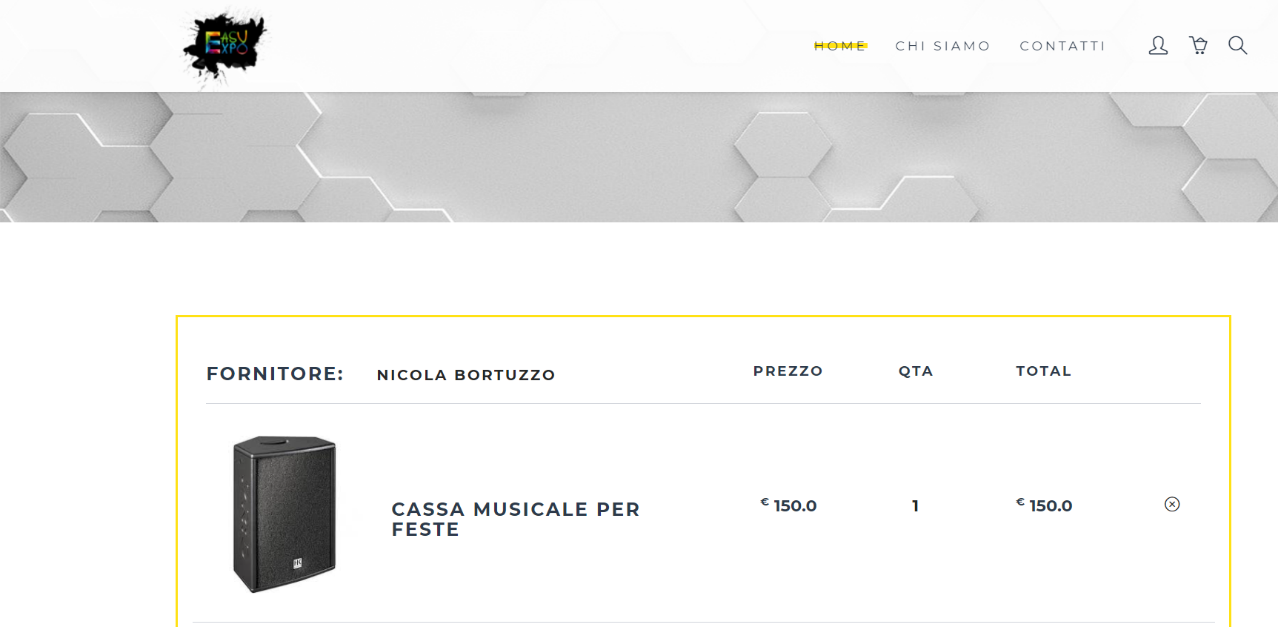 EASY
EXPO
HOME
CHI SIAMO
CONTATTI
FORNITORE:
NICOLA BORTUZZO
PREZZO
QTA
TOTAL
CASSA MUSICALE PER
FESTE
€ 150.0
1
€ 150.0
HK